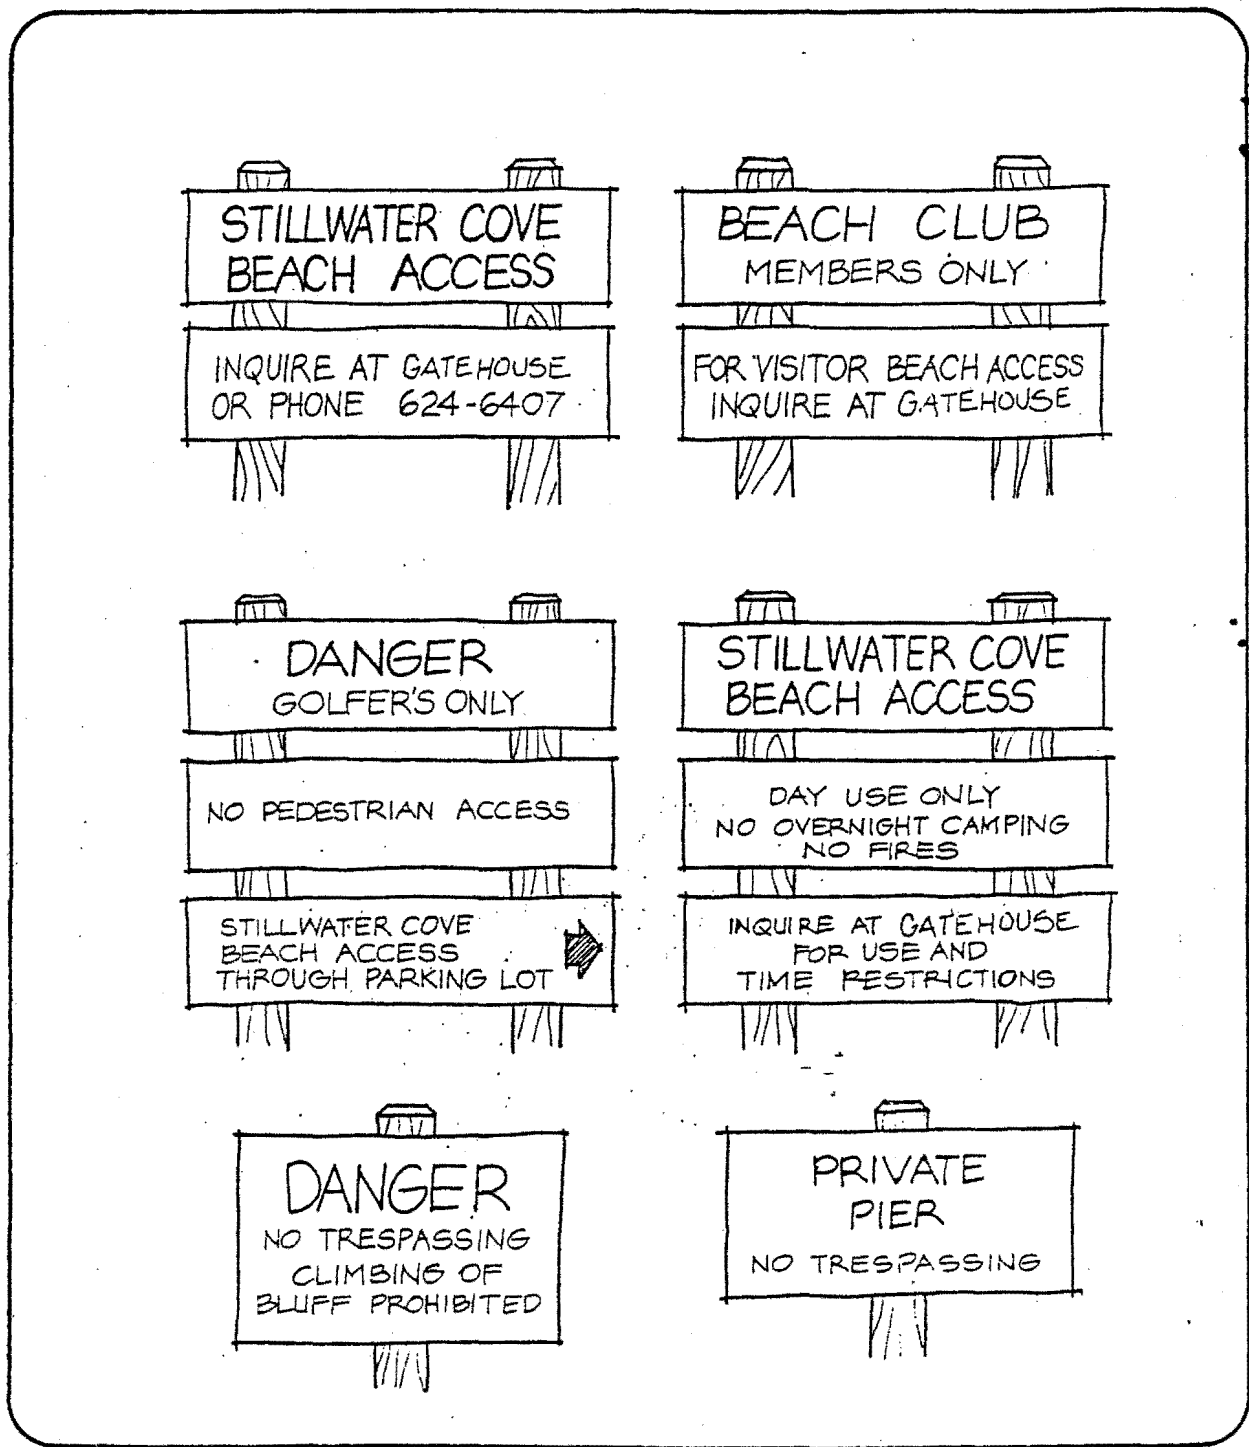 STILLWATER COVE
BEACH ACCESS
INQUIRE AT GATEHOUSE
OR PHONE 624-6407
BEACH CLUB
MEMBERS ONLY
FOR VISITOR BEACH ACCESS
INQUIRE AT GATEHOUSE
DANGER
GOLFER'S ONLY
NO PEDESTRIAN ACCESS
STILLWATER COVE
BEACH ACCESS
THROUGH PARKING LOT
STILLWATER COVE
BEACH ACCESS
DAY USE ONLY
NO OVERNIGHT CAMPING
NO FIRES
INQUIRE AT GATEHOUSE
FOR USE AND
TIME RESTRICTIONS
DANGER
NO TRESPASSING
CLIMBING OF
BLUFF PROHIBITED
PRIVATE
PIER
NO TRESPASSING